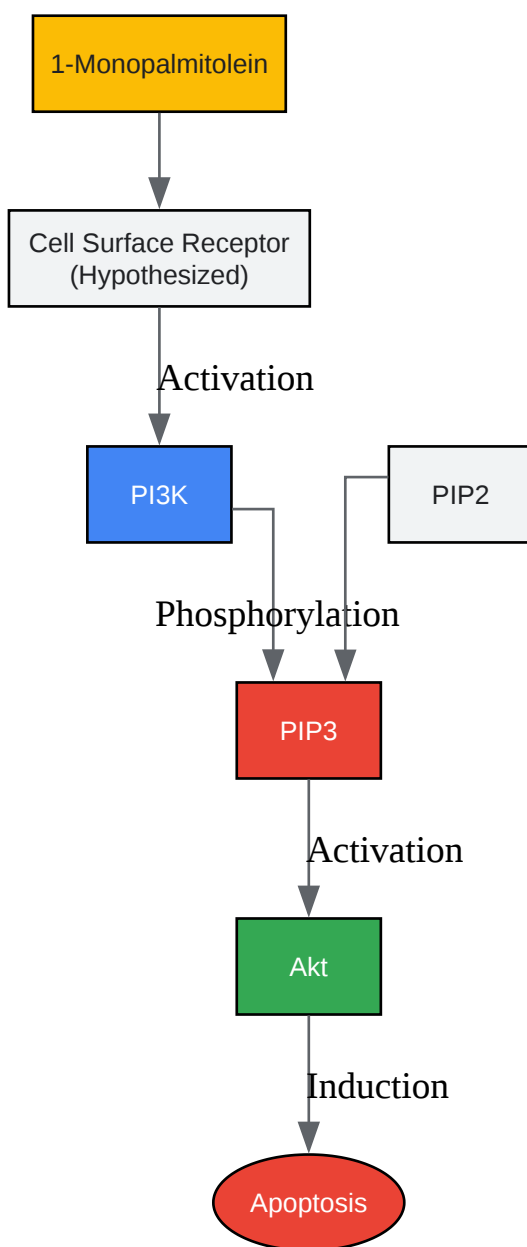 1-Monopalmitolein
Cell Surface Receptor
(Hypothesized)
Activation
PI3K
PIP2
Phosphorylation
PIP3
Activation
Akt
Induction
Apoptosis